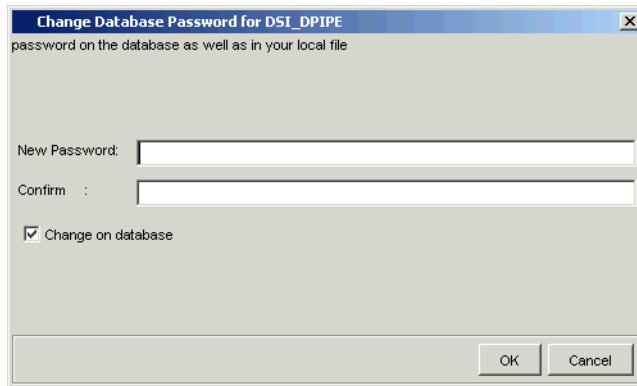 Change Database Password for DSI_DPIPE
password on the database as well as in your local file
New Password:
Confirm :
Change on database
OK Cancel